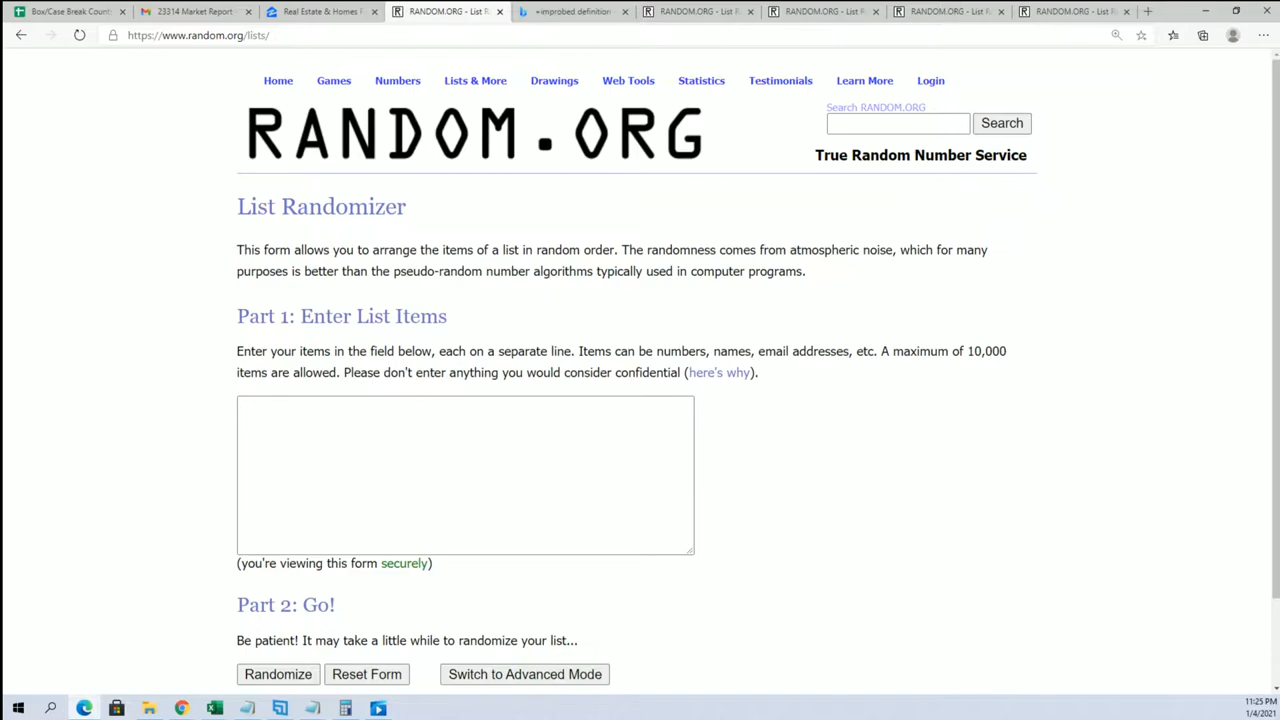 Box/Case Break Count
23314 Market Report
Real Estate & Homes F
RANDOM.ORG - List R
+improbed definition
RANDOM.ORG - List R
RANDOM.ORG - List R
RANDOM.ORG - List R
RANDOM.ORG - List R
https://www.random.org/lists/
Home Games Numbers Lists & More Drawings Web Tools Statistics Testimonials Learn More Login
RANDOM.ORG
Search RANDOM.ORG
Search
True Random Number Service
List Randomizer
This form allows you to arrange the items of a list in random order. The randomness comes from atmospheric noise, which for many
purposes is better than the pseudo-random number algorithms typically used in computer programs.
Part 1: Enter List Items
Enter your items in the field below, each on a separate line. Items can be numbers, names, email addresses, etc. A maximum of 10,000
items are allowed. Please don't enter anything you would consider confidential (here's why).
(you're viewing this form securely)
Part 2: Go!
Be patient! It may take a little while to randomize your list...
Randomize Reset Form Switch to Advanced Mode
11:25 PM
1/4/2021